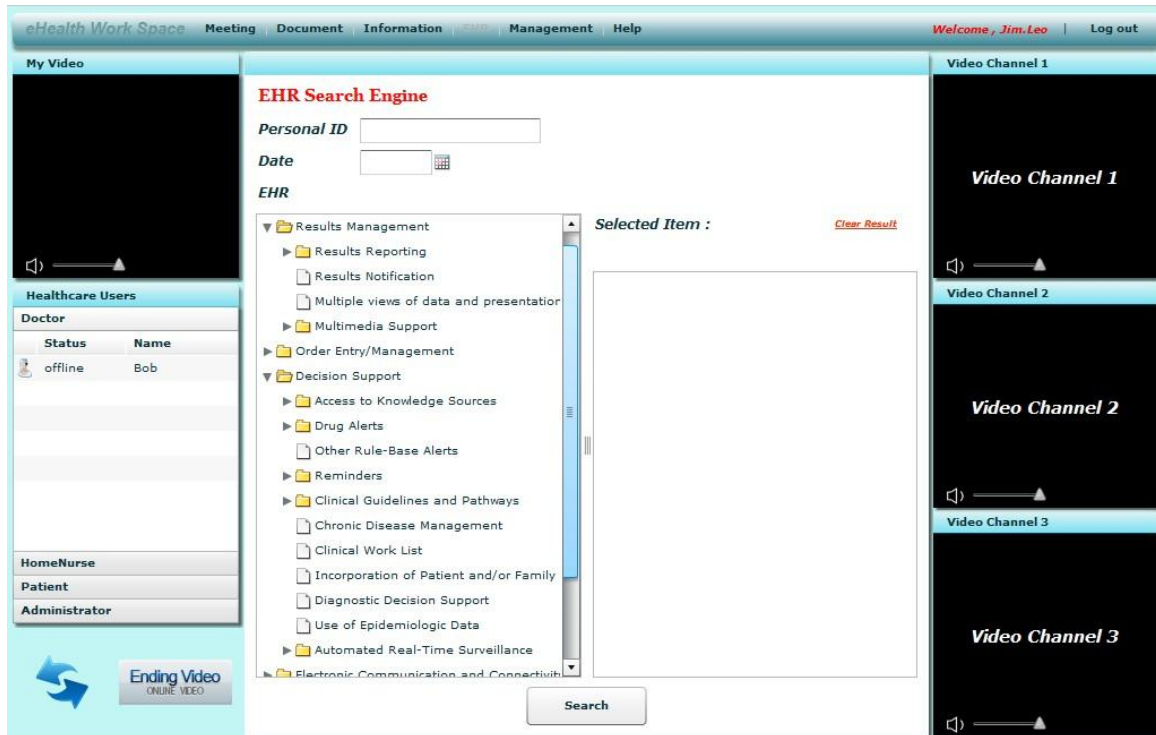 eHealth Work Space Meeting Document Information EHR Management Help Welcome , Jim.Leo | Log out
My Video
EHR Search Engine
Personal ID
Date
EHR
Results Management
Results Reporting
Results Notification
Multiple views of data and presentation
Multimedia Support
Order Entry/Management
Decision Support
Access to Knowledge Sources
Drug Alerts
Other Rule-Base Alerts
Reminders
Clinical Guidelines and Pathways
Chronic Disease Management
Clinical Work List
Incorporation of Patient and/or Family
Diagnostic Decision Support
Use of Epidemiologic Data
Automated Real-Time Surveillance
Electronic Communication and Connectivit
Selected Item :
Clear Result
Search
Healthcare Users
Doctor
Status Name
offline Bob
HomeNurse
Patient
Administrator
Ending Video
ONLINE VIDEO
Video Channel 1
Video Channel 1
Video Channel 2
Video Channel 2
Video Channel 3
Video Channel 3